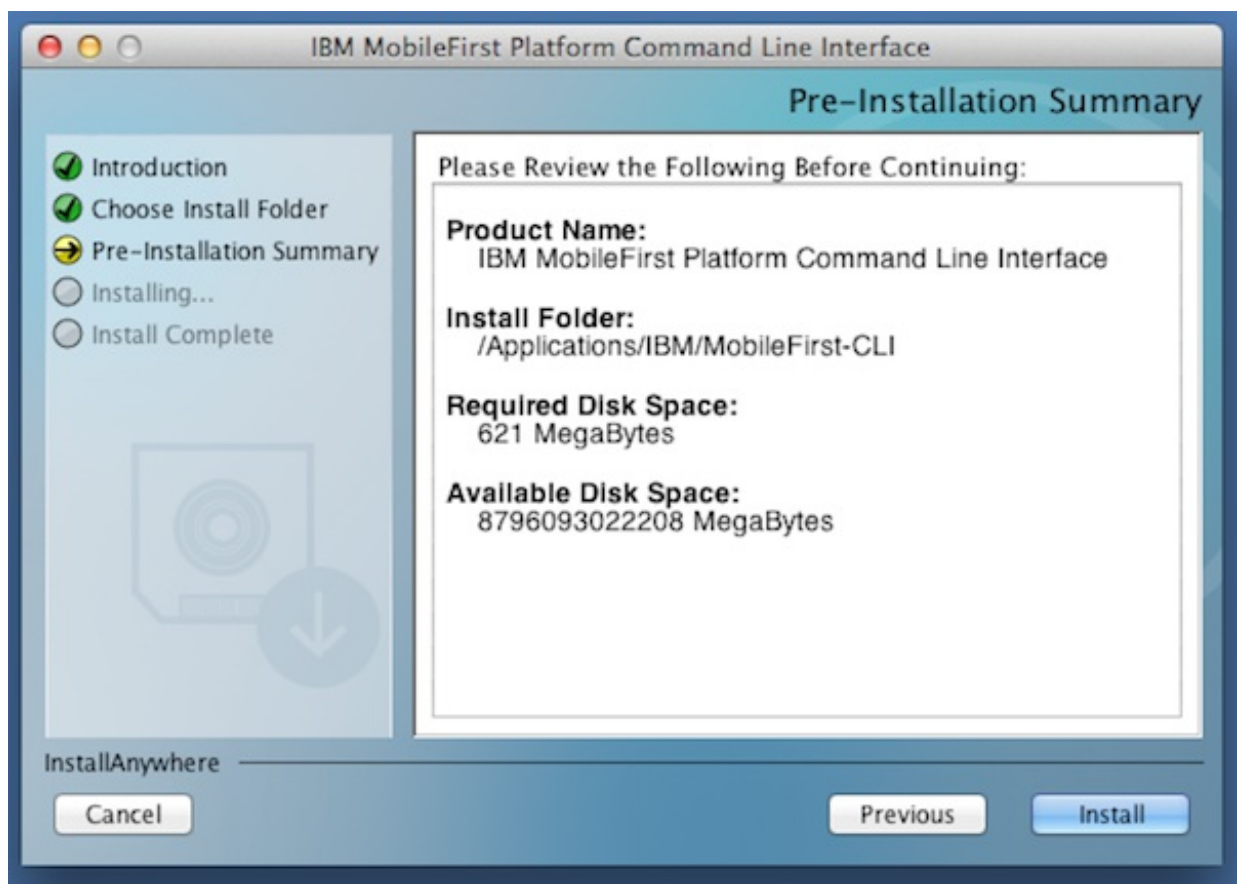 IBM MobileFirst Platform Command Line Interface
Pre-Installation Summary
Introduction
Choose Install Folder
Pre-Installation Summary
Installing...
Install Complete
Please Review the Following Before Continuing:
Product Name:
IBM MobileFirst Platform Command Line Interface
Install Folder:
/Applications/IBM/MobileFirst-CLI
Required Disk Space:
621 MegaBytes
Available Disk Space:
8796093022208 MegaBytes
InstallAnywhere
Cancel
Previous
Install